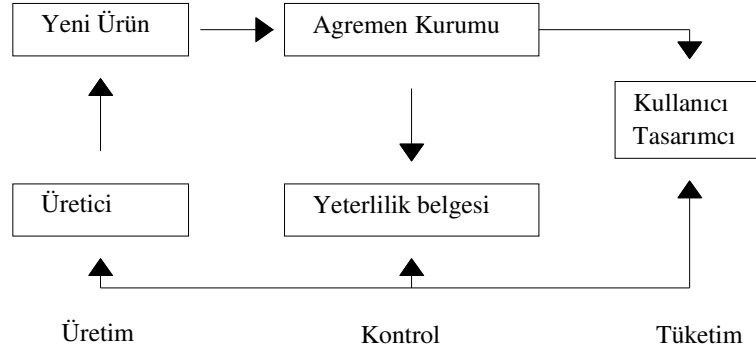 Yeni Ürün
Agremen Kurumu
Kullanıcı
Tasarımcı
Üretici
Yeterlilik belgesi
Üretim
Kontrol
Tüketim